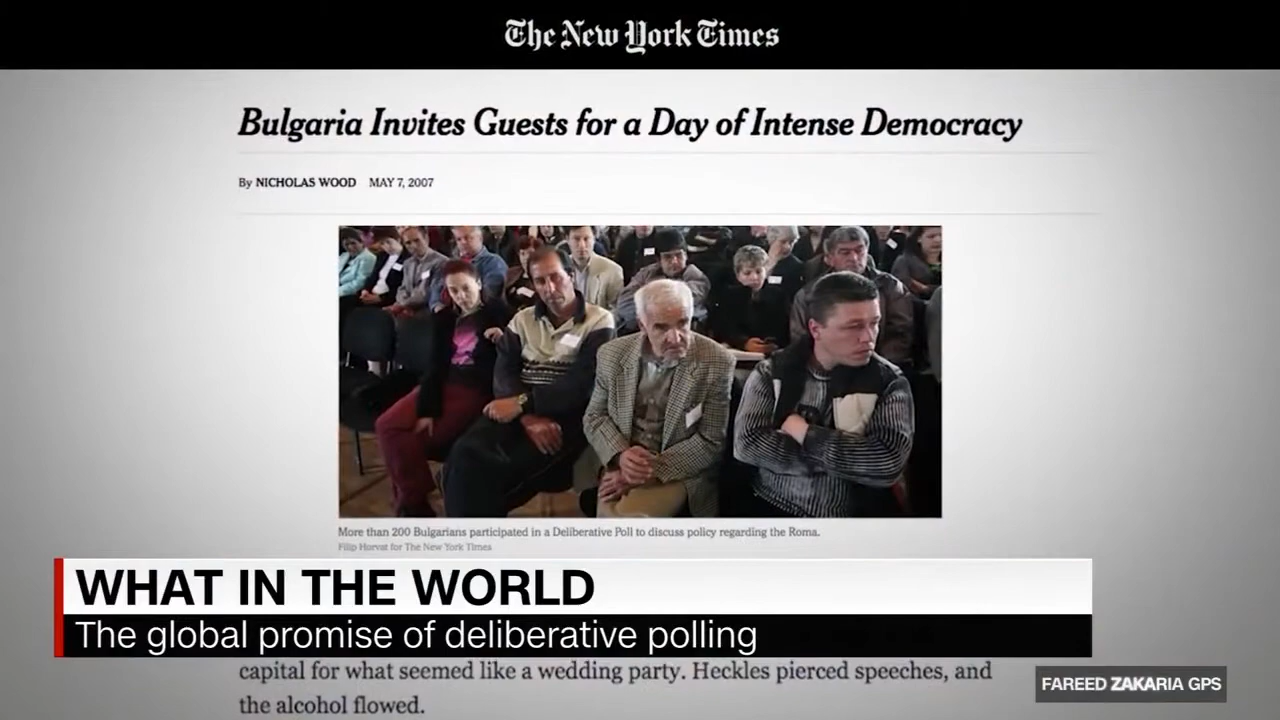 The New York Times
Bulgaria Invites Guests for a Day of Intense Democracy
By NICHOLAS WOOD MAY 7, 2007
More than 200 Bulgarians participated in a Deliberative Poll to discuss policy regarding the Roma.
Filip Horvat for The New York Times
WHAT IN THE WORLD
The global promise of deliberative polling
capital for what seemed like a wedding party. Heckles pierced speeches, and
the alcohol flowed.
FAREED ZAKARIA GPS